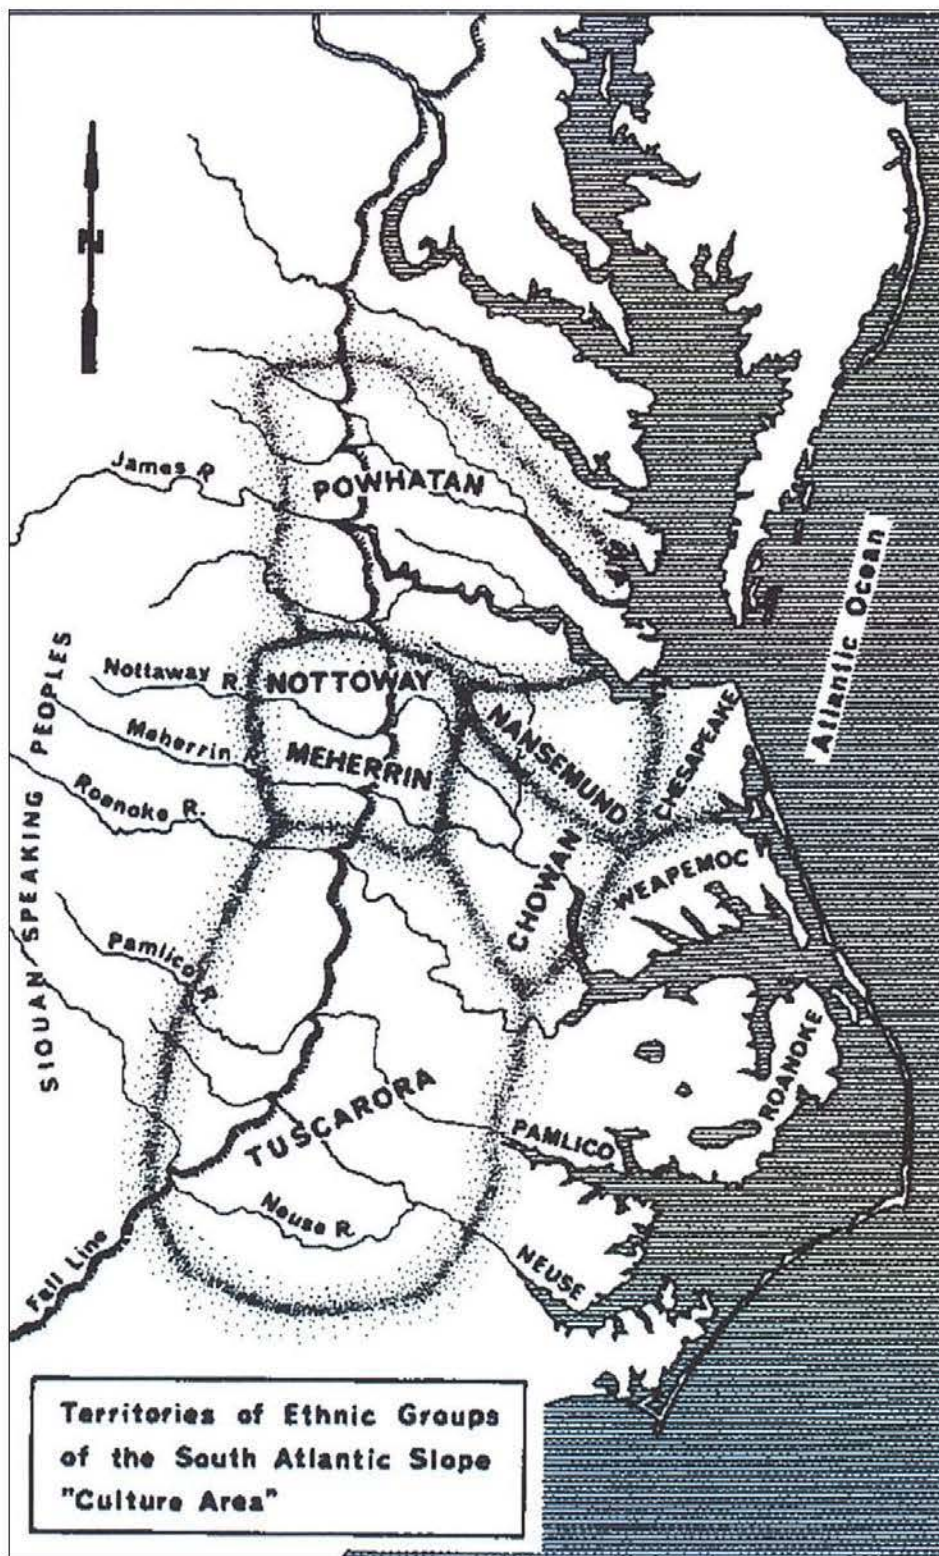 N
James R
POWHATAN
Atlantic Ocean
Nottaway R.
NOTTOWAY
SIOUAN SPEAKING PEOPLES
Meherrin R
MEHERRIN
NANSEMUND
CHESAPEAKE
Roanoke R.
CHOWAN
WEAPEMOC
Pamlico R.
ROANOKE
TUSCARORA
PAMLICO
Neuse R.
NEUSE
Fall Line
Territories of Ethnic Groups
of the South Atlantic Slope
"Culture Area"